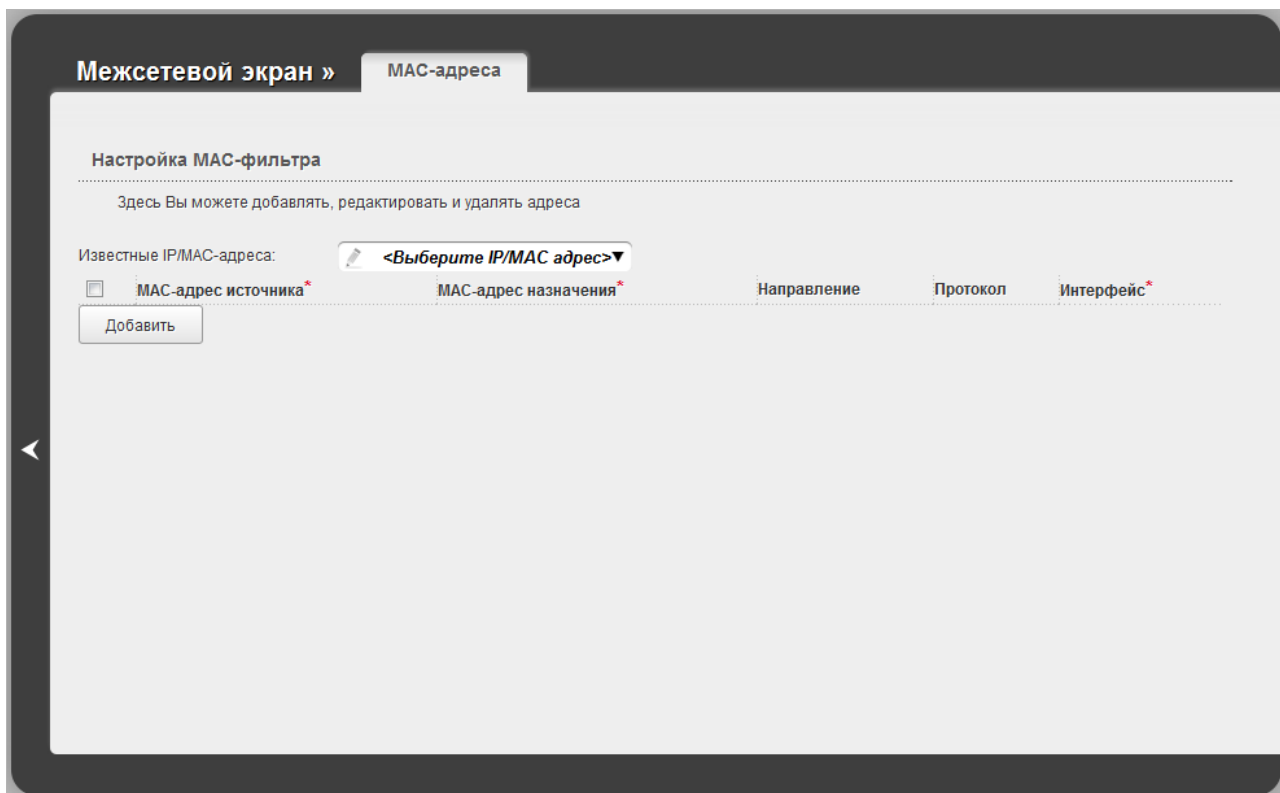 Межсетевой экран » MAC-адреса
Настройка MAC-фильтра
Здесь Вы можете добавлять, редактировать и удалять адреса
Известные IP/MAC-адреса: <Выберите IP/MAC адрес>▼
MAC-адрес источника* MAC-адрес назначения* Направление Протокол Интерфейс*
Добавить